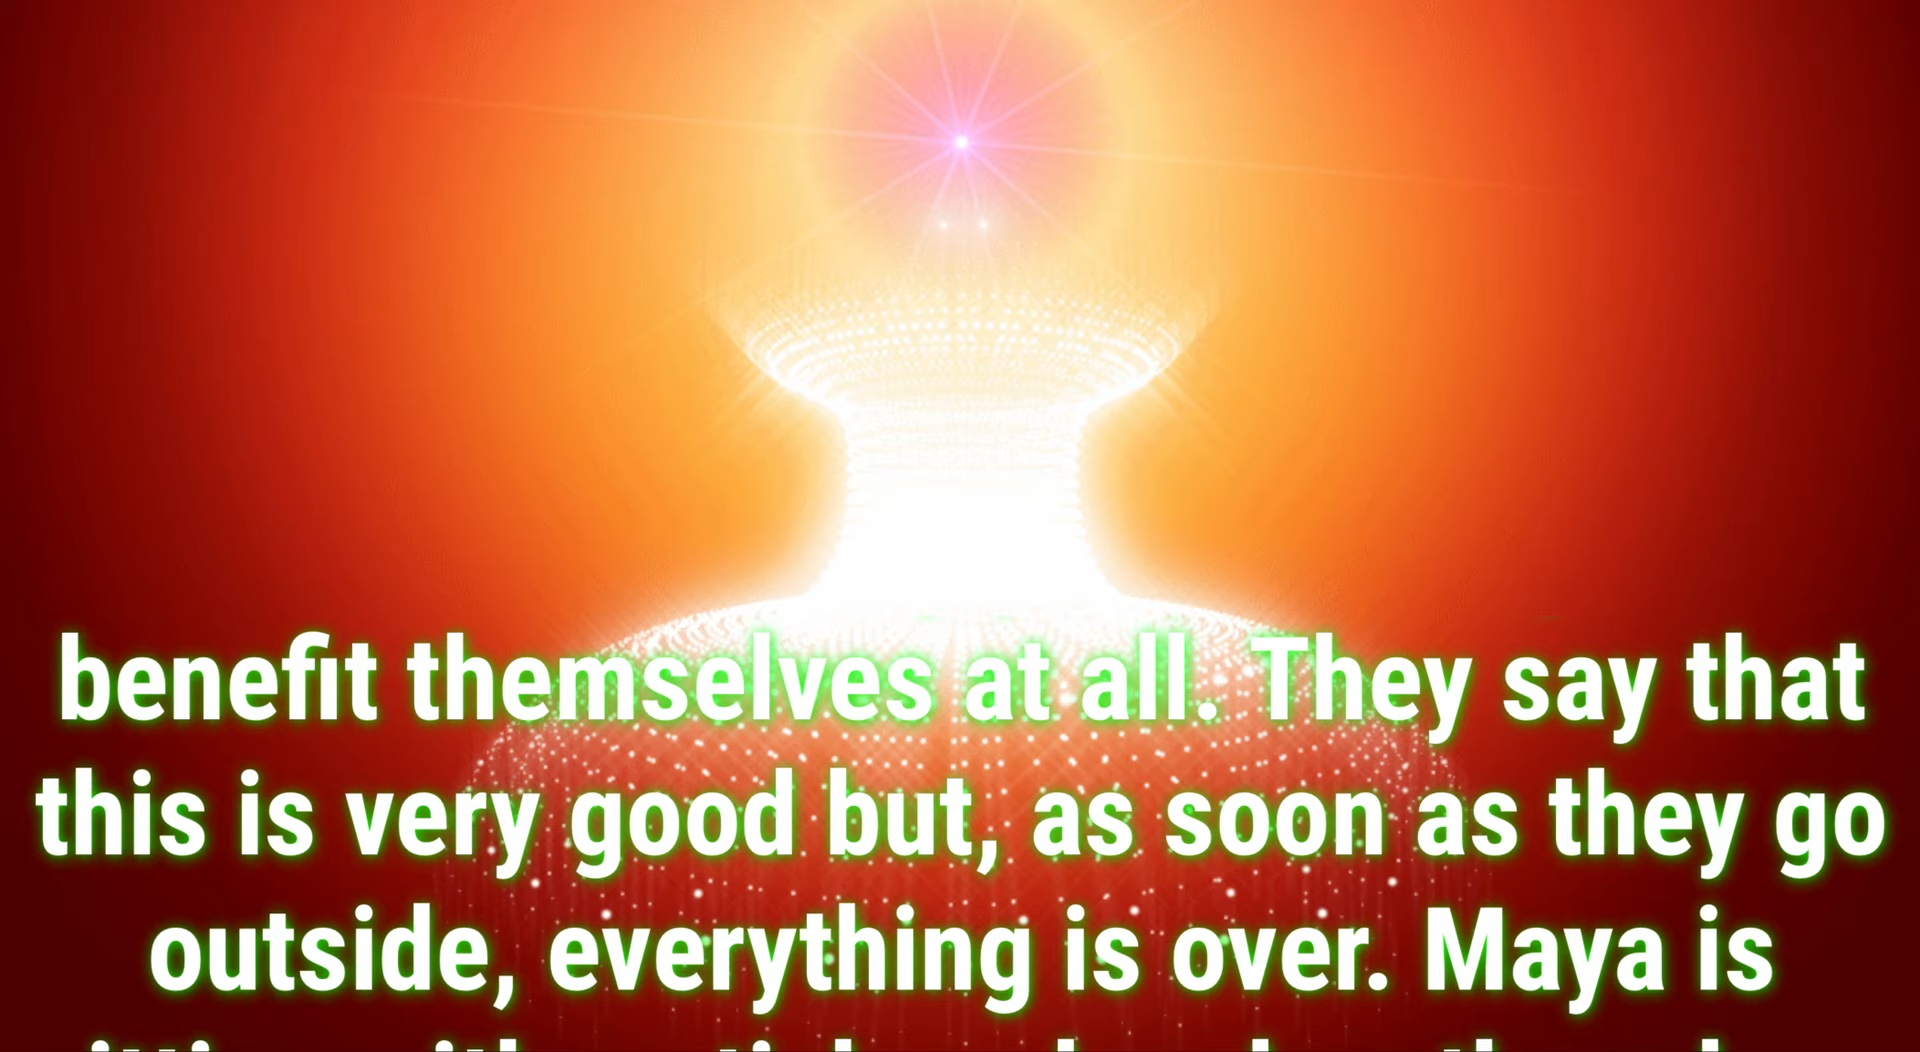 benefit themselves at all. They say that
this is very good but, as soon as they go
outside, everything is over. Maya is